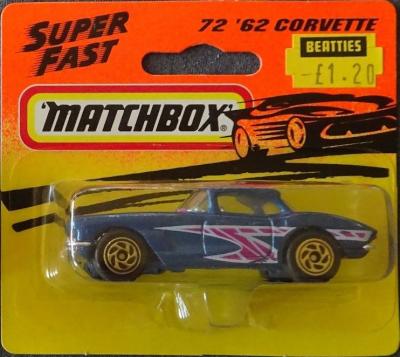 SUPER FAST
72 '62 CORVETTE
BEATTIES
-£1.20
"MATCHBOX"